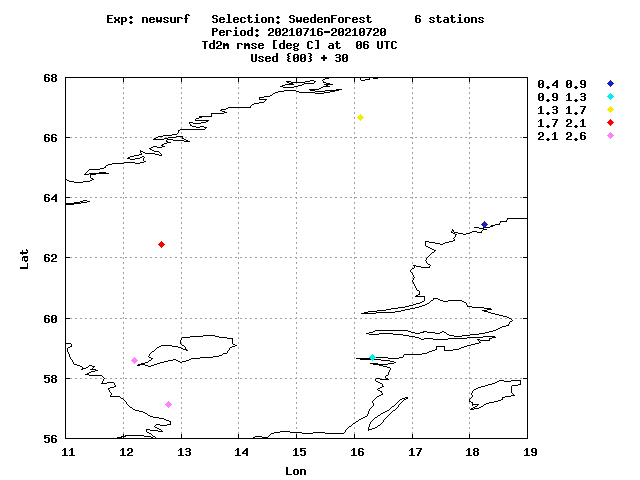 Exp: newsurf Selection: SwedenForest 6 stations
Period: 20210716-20210720
Td2m rmse [deg C] at 06 UTC
Used {00} + 30
0.4 0.9
0.9 1.3
1.3 1.7
1.7 2.1
2.1 2.6
68
66
64
62
60
58
56
Lat
11 12 13 14 15 16 17 18 19
Lon